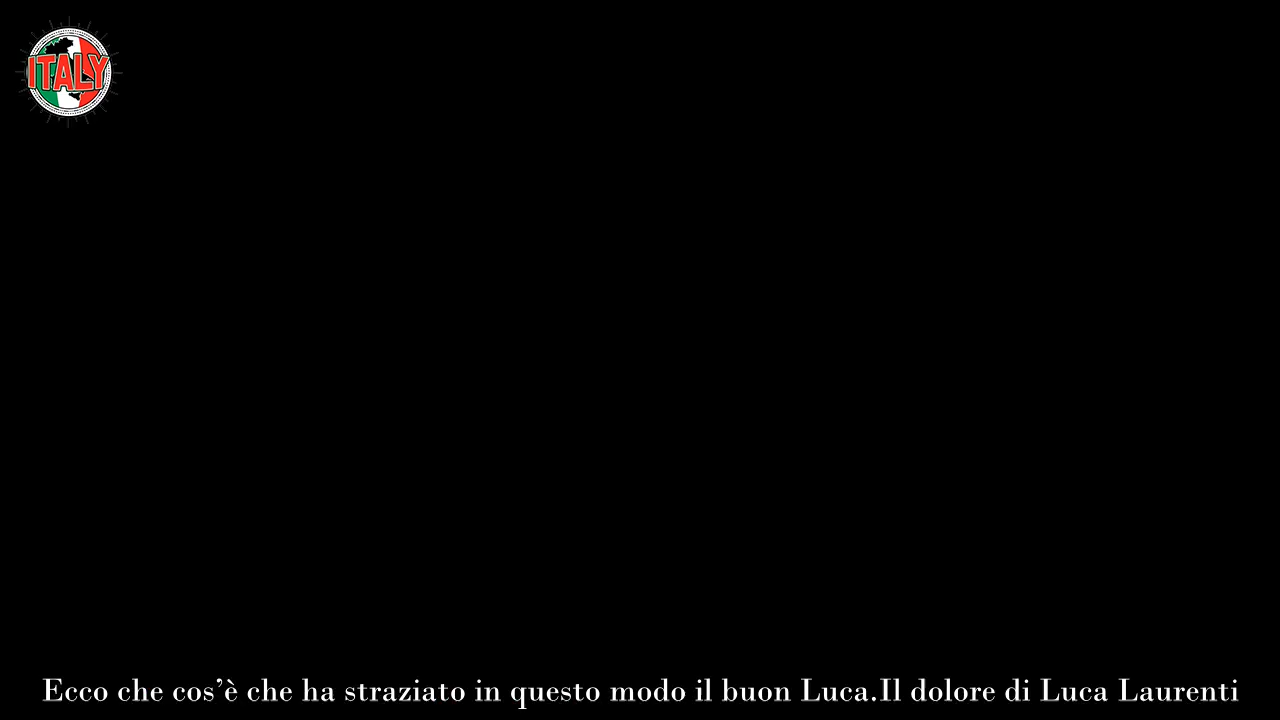 ITALY
Ecco che cos’è che ha straziato in questo modo il buon Luca.Il dolore di Luca Laurenti